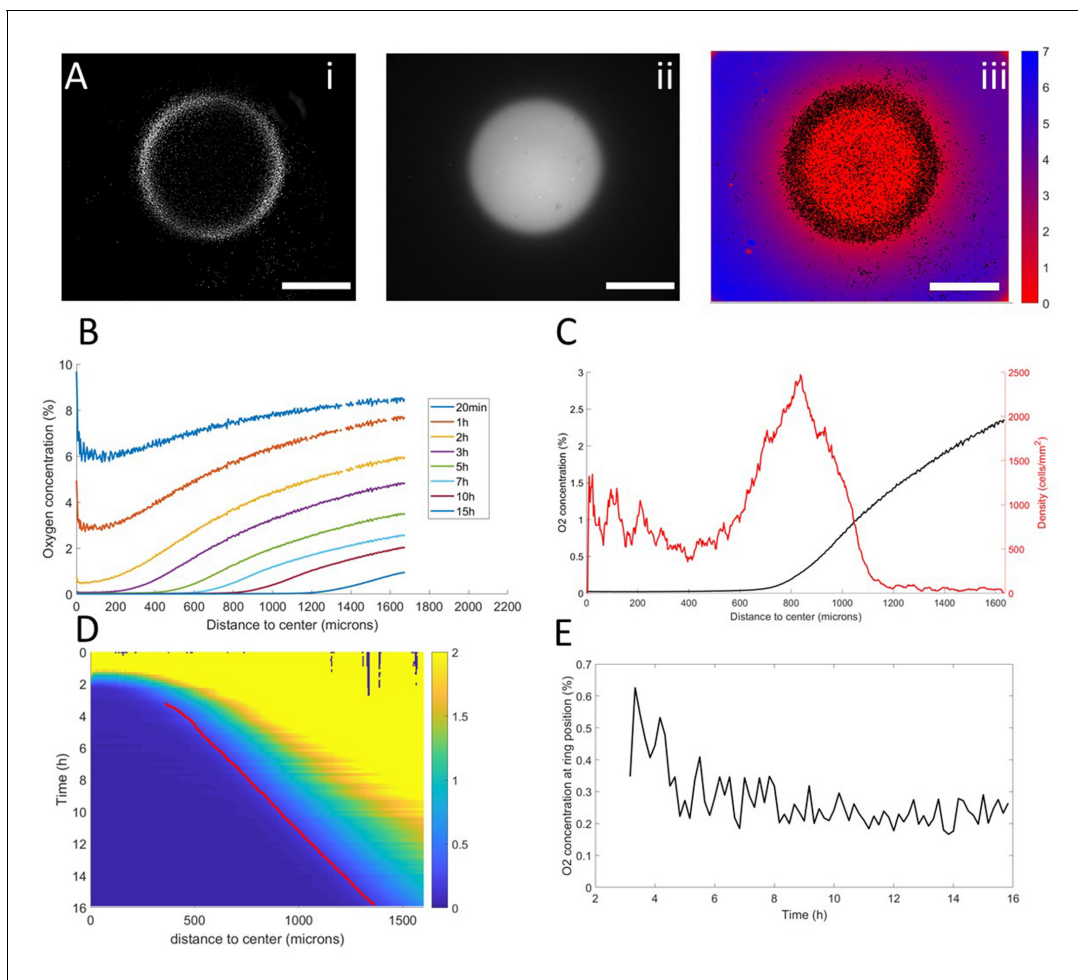 A
i
ii
iii
7
6
5
4
3
2
1
0
B
10
8
6
4
2
0
Oxygen concentration (%)
0 200 400 600 800 1000 1200 1400 1600 1800 2000 2200
Distance to center (microns)
20min
1h
2h
3h
5h
7h
10h
15h
C
3
2.5
2
1.5
1
0.5
0
O2 concentration (%)
2500
2000
1500
1000
500
0
Density (cells/mm²)
0 200 400 600 800 1000 1200 1400 1600
Distance to center (microns)
D
0
2
4
6
8
10
12
14
16
Time (h)
0 500 1000 1500
distance to center (microns)
2
1.5
1
0.5
0
E
0.7
0.6
0.5
0.4
0.3
0.2
0.1
0
O2 concentration at ring position (%)
2 4 6 8 10 12 14 16
Time (h)